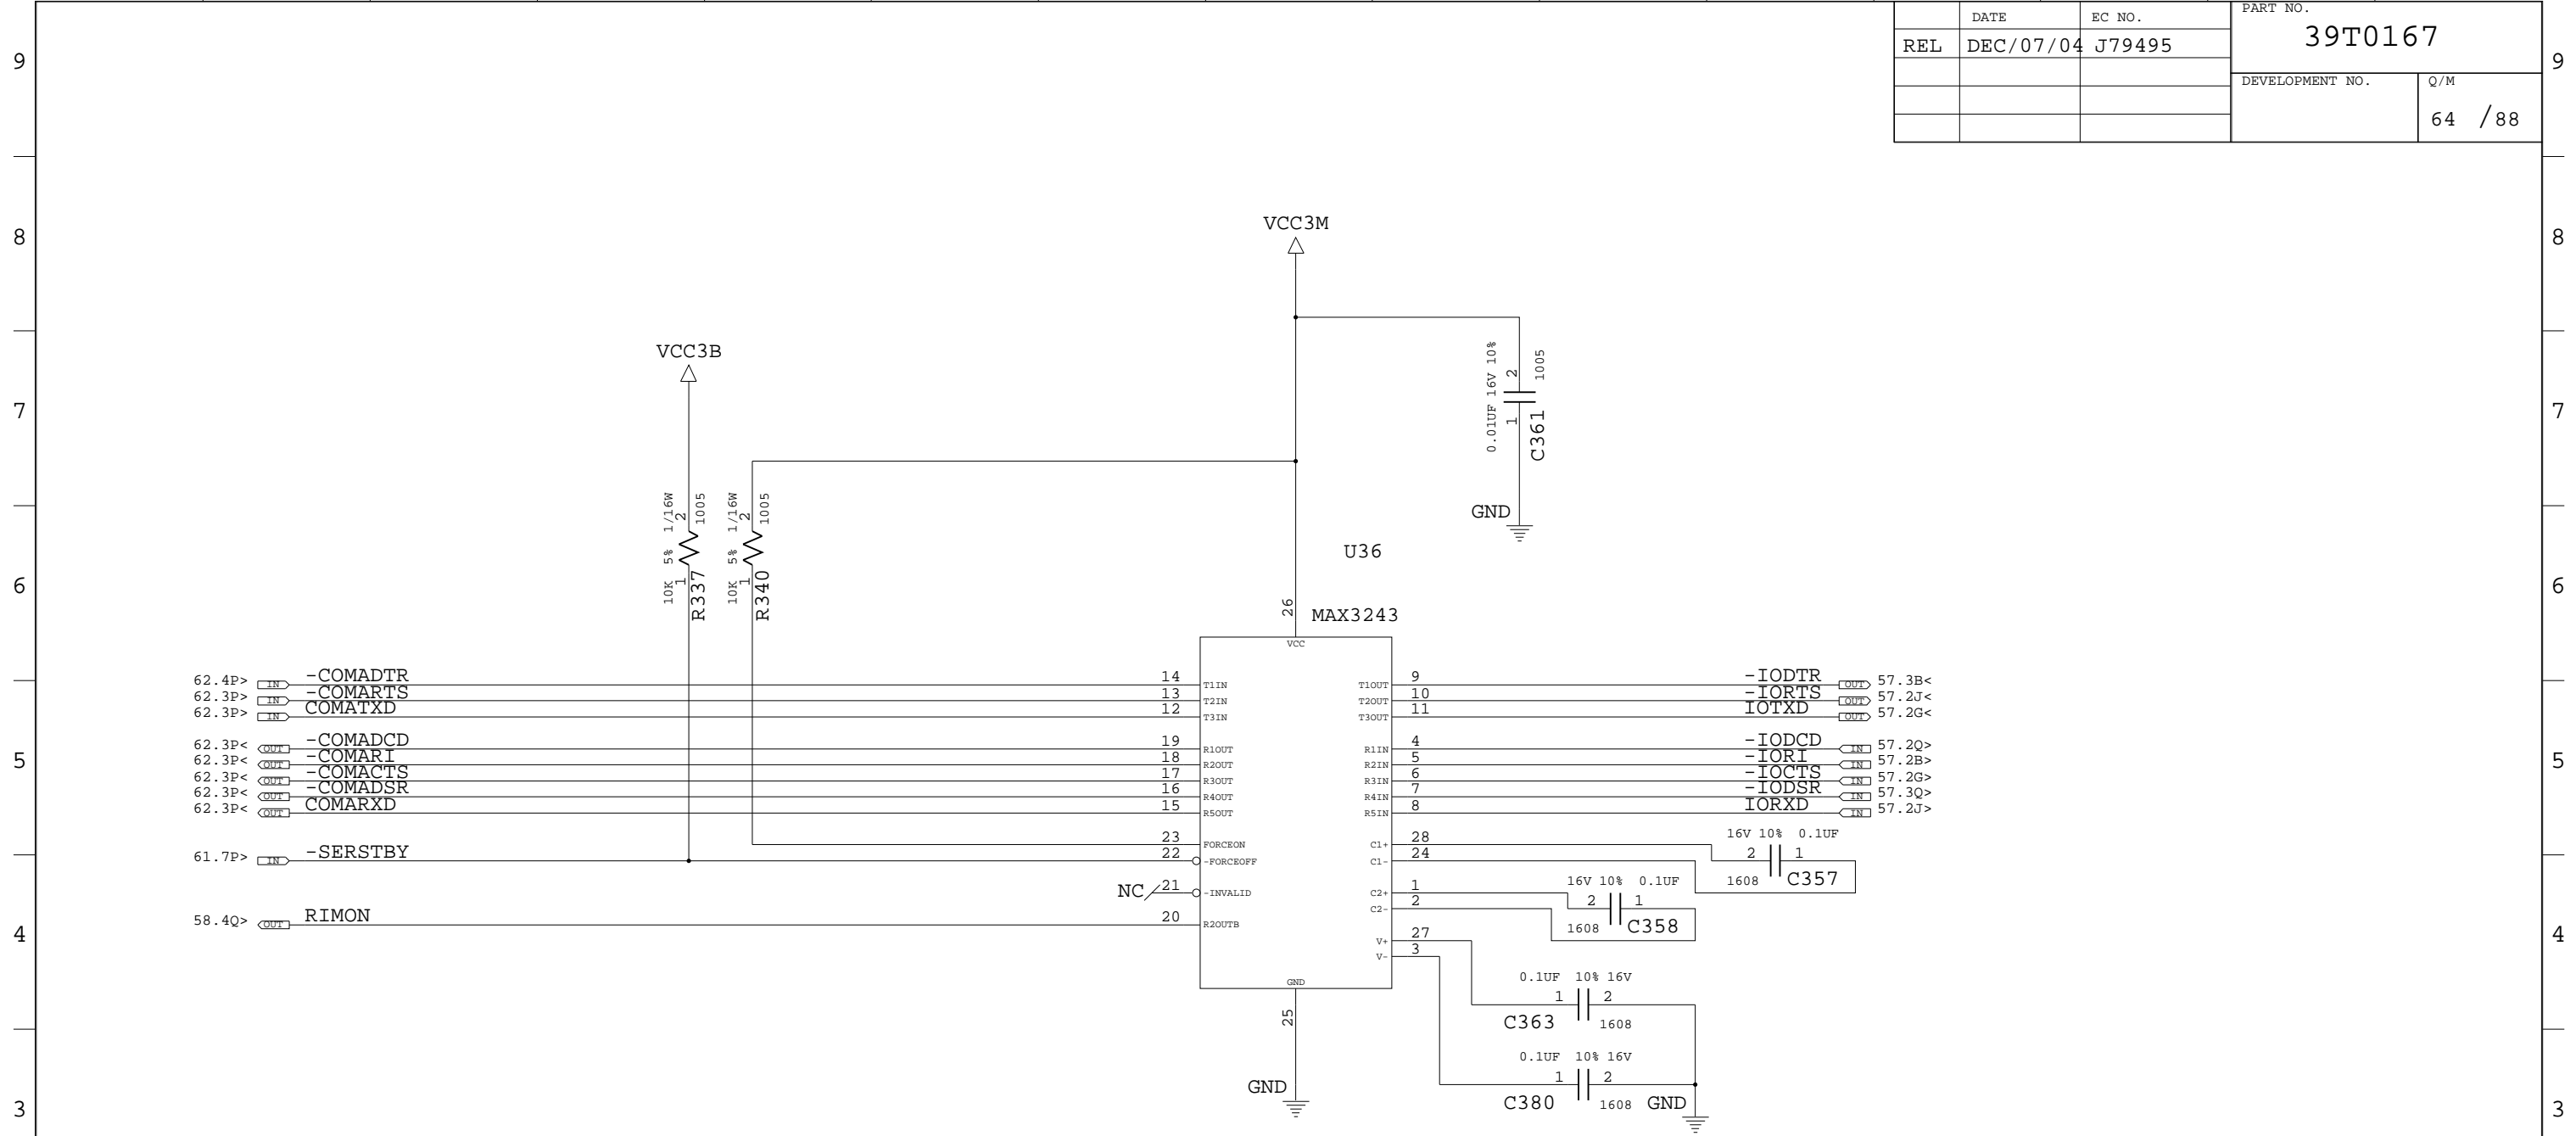 DATE EC NO. PART NO.
REL DEC/07/04 J79495 39T0167
DEVELOPMENT NO. Q/M
64 /88
9 9
8 8
7 7
6 6
5 5
4 4
3 3
VCC3M
VCC3B
0.01UF 16V 10%
2
1
1005
C361
GND
10K 5% 1/16W
2
1
1005
R337
10K 5% 1/16W
2
1
1005
R340
U36
MAX3243
26
VCC
62.4P> IN -COMADTR 14 T1IN
62.3P> IN -COMARTS 13 T2IN
62.3P> IN COMATXD 12 T3IN
62.3P< OUT -COMADCD 19 R1OUT
62.3P< OUT -COMARI 18 R2OUT
62.3P< OUT -COMACTS 17 R3OUT
62.3P< OUT -COMADSR 16 R4OUT
62.3P< OUT COMARXD 15 R5OUT
23 FORCEON
61.7P> IN -SERSTBY 22 -FORCEOFF
NC 21 -INVALID
58.4Q> OUT RIMON 20 R2OUTB
T1OUT 9 -IODTR OUT 57.3B<
T2OUT 10 -IORTS OUT 57.2J<
T3OUT 11 IOTXD OUT 57.2G<
R1IN 4 -IODCD IN 57.2Q>
R2IN 5 -IORI IN 57.2B>
R3IN 6 -IOCTS IN 57.2G>
R4IN 7 -IODSR IN 57.3Q>
R5IN 8 IORXD IN 57.2J>
C1+ 28
C1- 24
16V 10% 0.1UF
2 1
1608 C357
C2+ 1
C2- 2
16V 10% 0.1UF
2 1
1608 C358
V+ 27
V- 3
0.1UF 10% 16V
1 2
C363 1608
0.1UF 10% 16V
1 2
C380 1608 GND
GND
25
GND